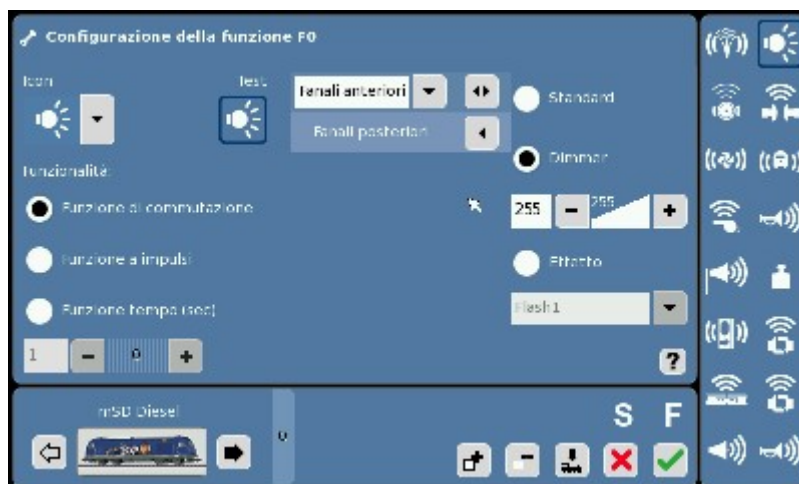 Configurazione della funzione F0
Icon
Test
Fanali anteriori
Standard
Fanali posteriori
Dimmer
Funzionalità:
Funzione di commutazione
255
255
Funzione a impulsi
Effetto
Funzione tempo (sec)
Flash1
1
0
?
mSD Diesel
0
S F